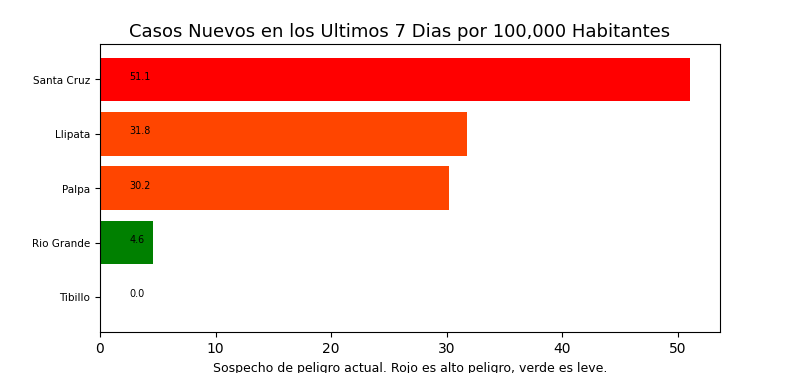 Casos Nuevos en los Ultimos 7 Dias por 100,000 Habitantes
Santa Cruz 51.1
Llipata 31.8
Palpa 30.2
Rio Grande 4.6
Tibillo 0.0
0 10 20 30 40 50
Sospecho de peligro actual. Rojo es alto peligro, verde es leve.